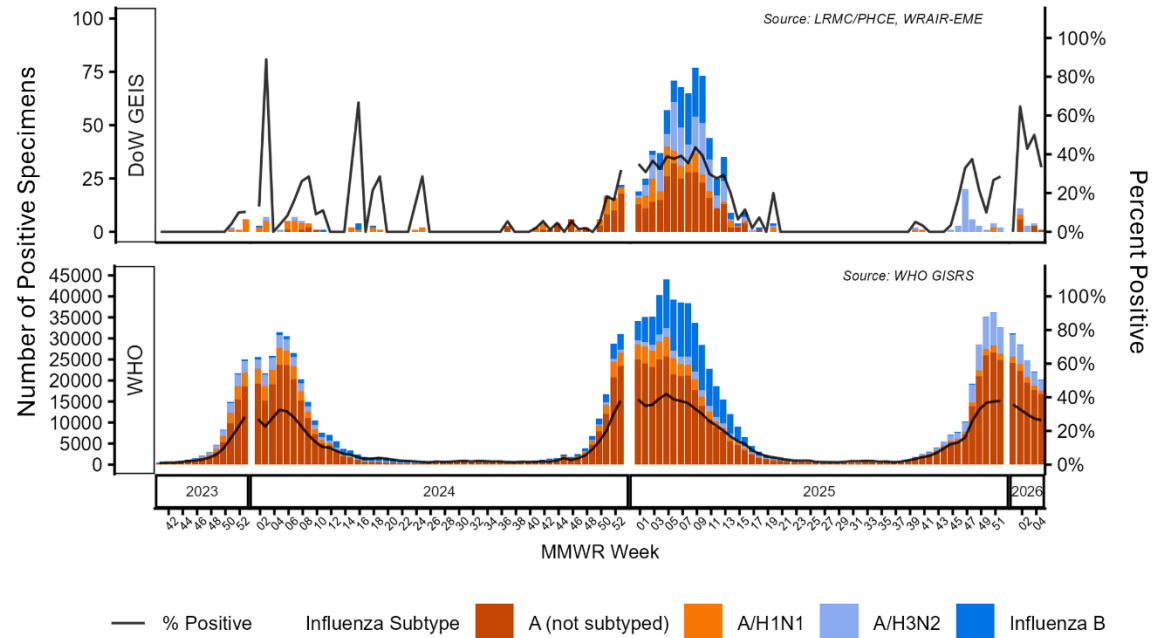 Number of Positive Specimens
Percent Positive
DoW GEIS
Source: LRMC/PHCE, WRAIR-EME
100
75
50
25
0
100%
80%
60%
40%
20%
0%
WHO
Source: WHO GISRS
45000
40000
35000
30000
25000
20000
15000
10000
5000
0
100%
80%
60%
40%
20%
0%
2023 2024 2025 2026
42 44 46 48 50 52 02 04 06 08 10 12 14 16 18 20 22 24 26 28 30 32 34 36 38 40 42 44 46 48 50 52 01 03 05 07 09 11 13 15 17 19 21 23 25 27 29 31 33 35 37 39 41 43 45 47 49 51 02 04
MMWR Week
% Positive Influenza Subtype A (not subtyped) A/H1N1 A/H3N2 Influenza B